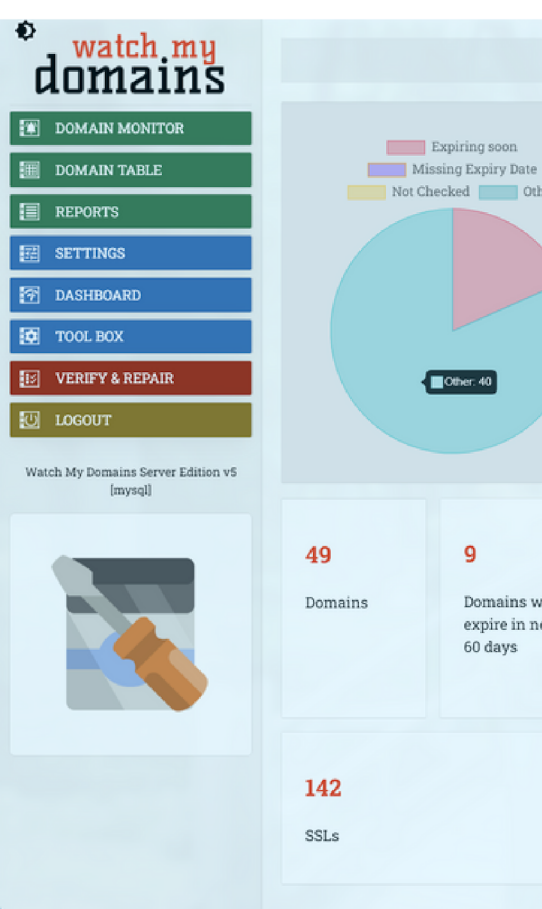 watch my
domains
DOMAIN MONITOR
DOMAIN TABLE
REPORTS
SETTINGS
DASHBOARD
TOOL BOX
VERIFY & REPAIR
LOGOUT
Watch My Domains Server Edition v5
[mysql]
Expiring soon
Missing Expiry Date
Not Checked Oth
Other: 40
49
Domains
9
Domains w
expire in ne
60 days
142
SSLs